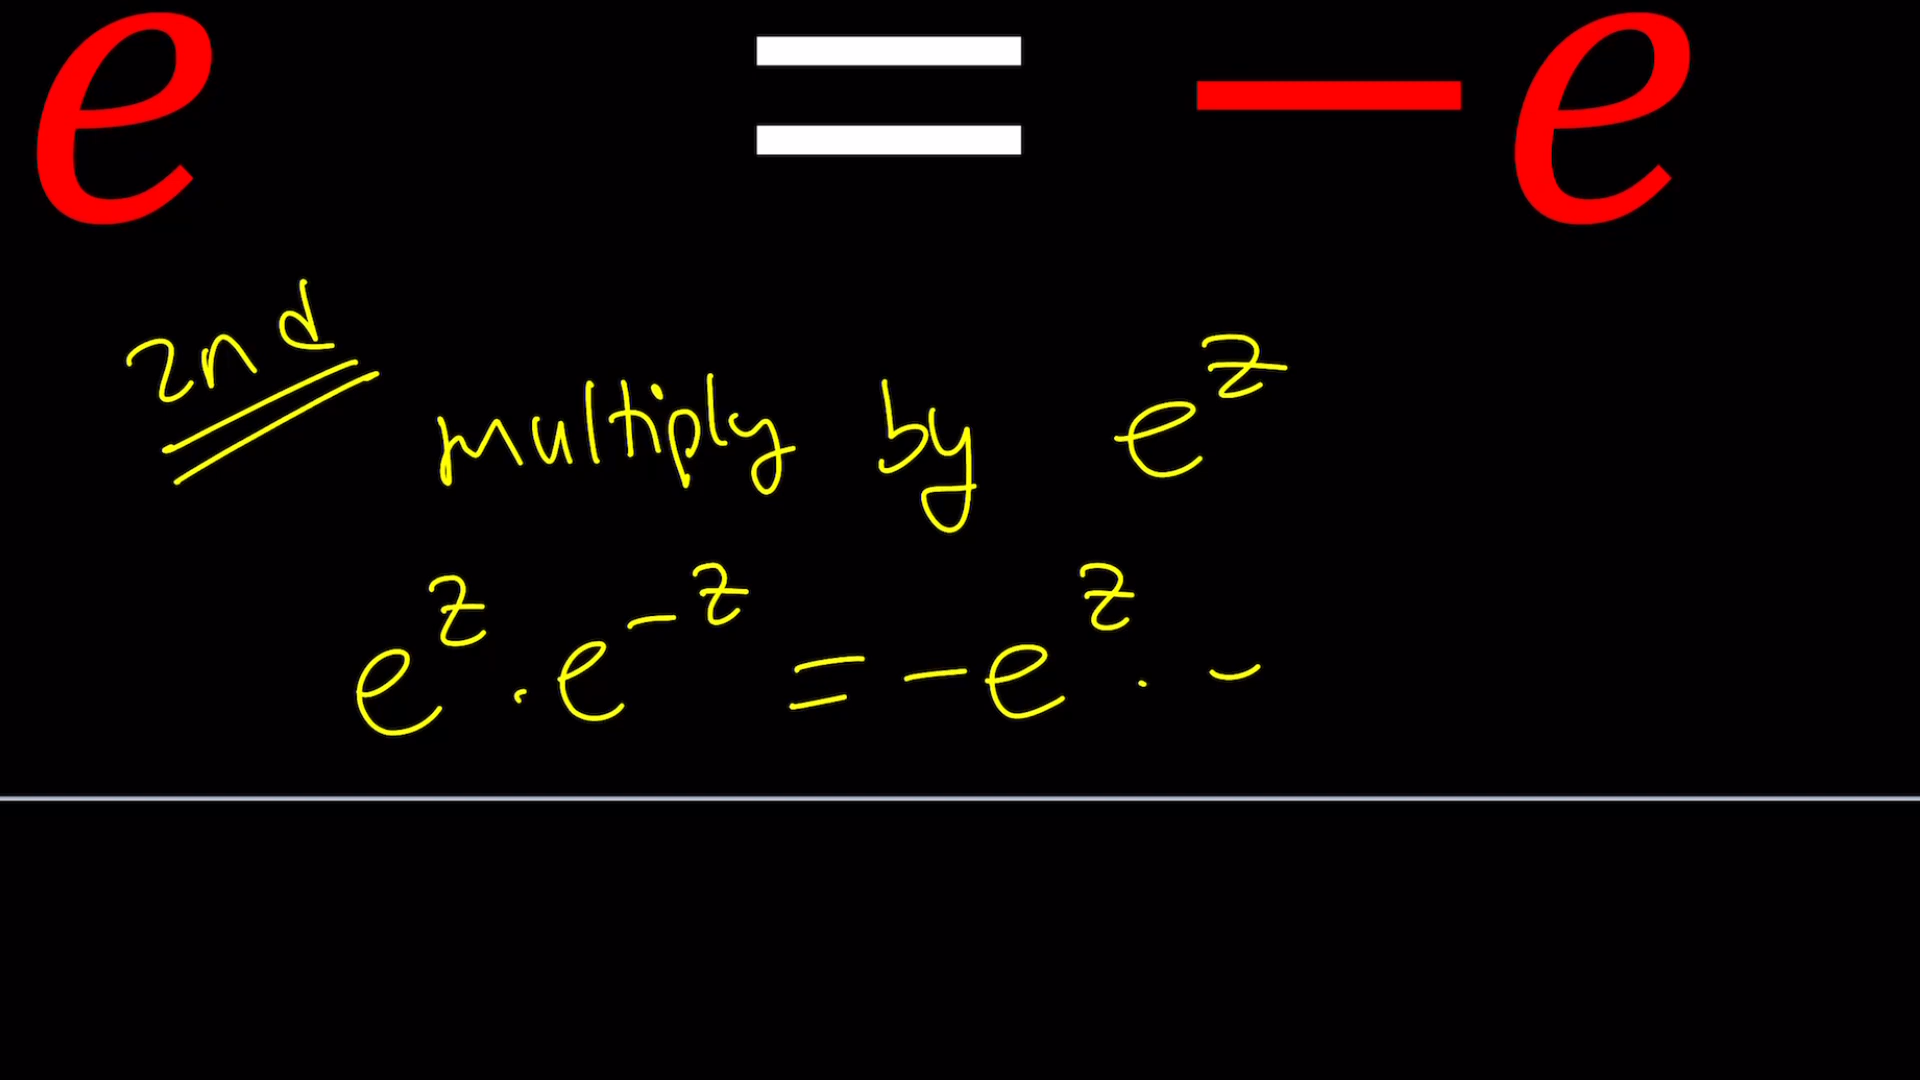 e = −e
2nd
multiply by e^z
e^z · e^−z = −e^z · -